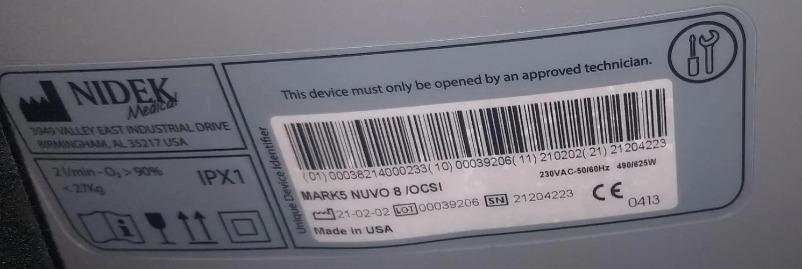 NIDEK
Medical
3949 VALLEY EAST INDUSTRIAL DRIVE
BIRMINGHAM, AL 35217 USA
2 l/min - O₂ > 90%
< 27Kg
IPX1
This device must only be opened by an approved technician.
Unique Device Identifier
(01) 00038214000233( 10) 00039206( 11) 210202( 21) 21204223
230VAC-50/60Hz 490/625W
MARK5 NUVO 8 /OCSI
21-02-02 LOT 00039206 SN 21204223 CE 0413
Made in USA